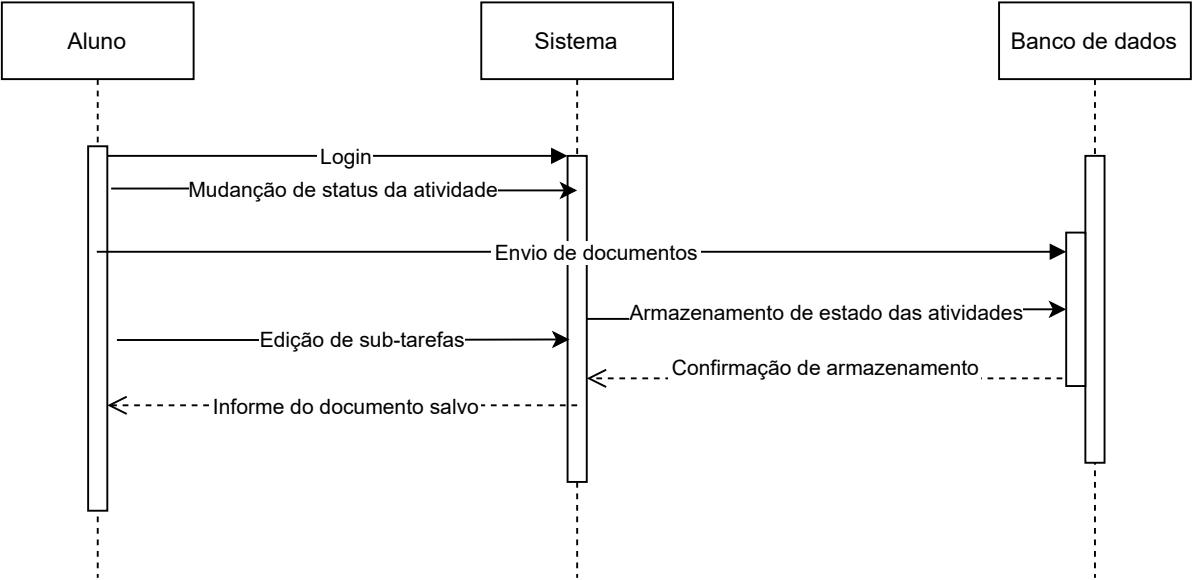 Aluno
Sistema
Banco de dados
Login
Mudanção de status da atividade
Envio de documentos
Armazenamento de estado das atividades
Edição de sub-tarefas
Confirmação de armazenamento
Informe do documento salvo